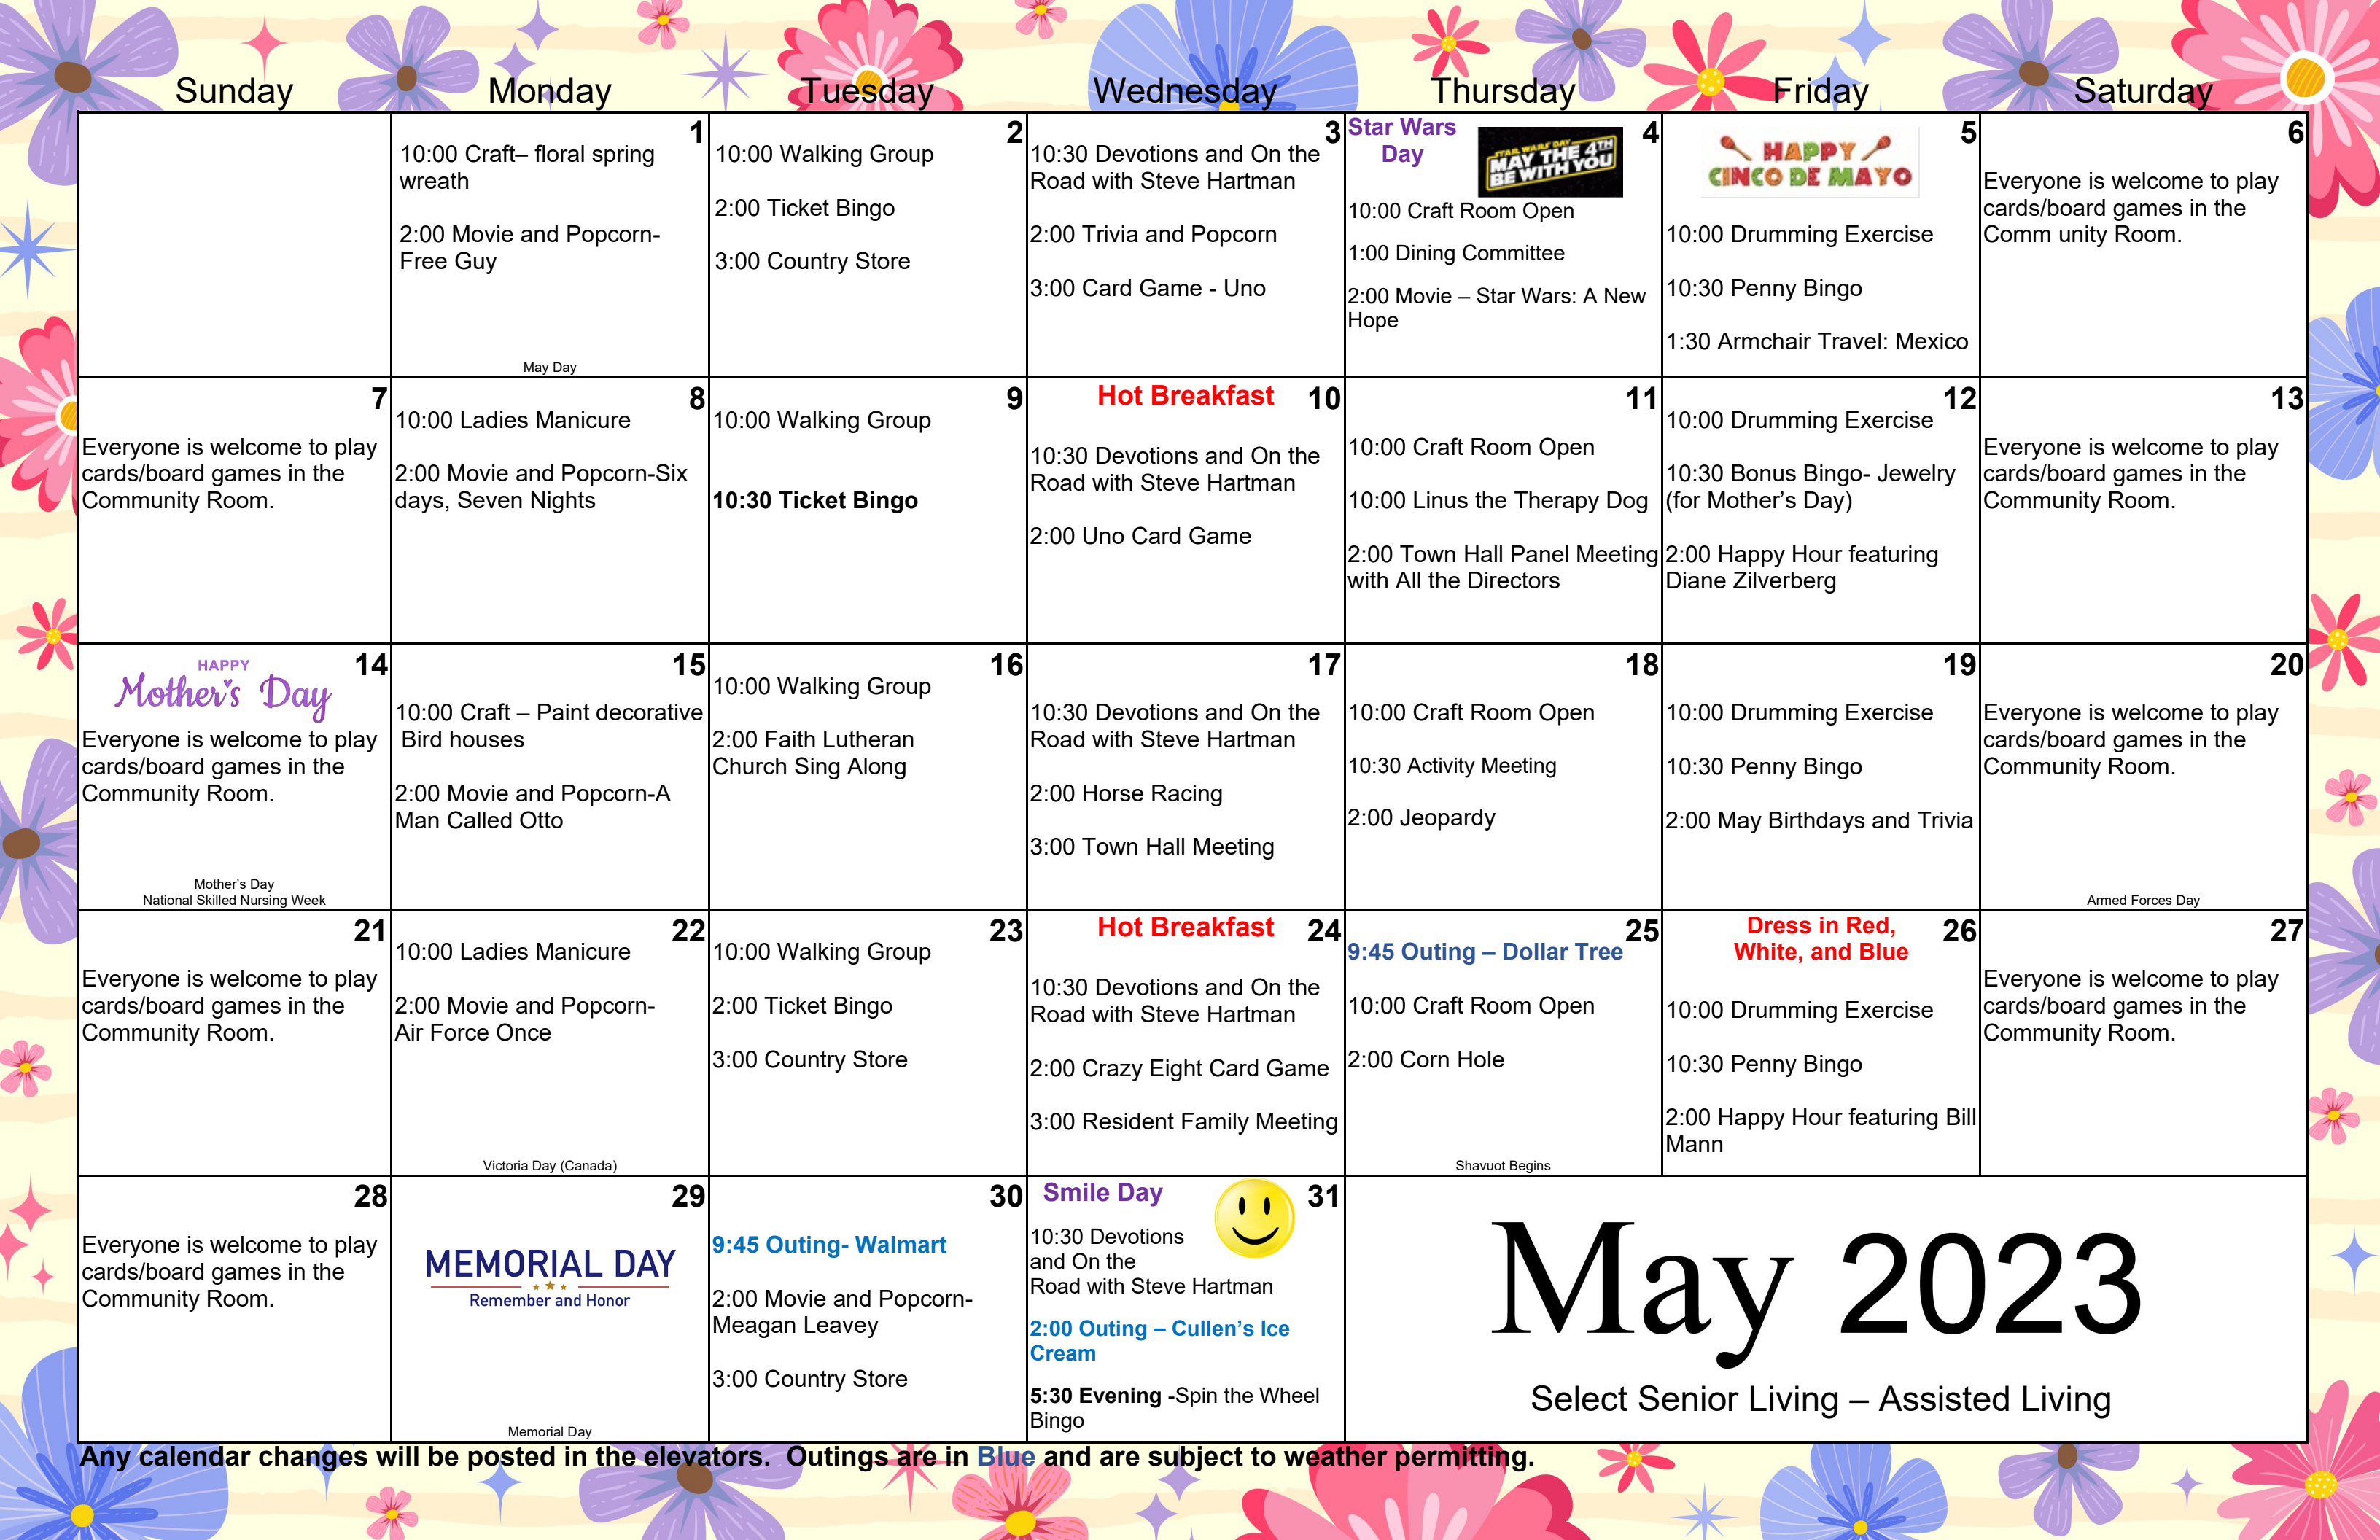 Sunday Monday Tuesday Wednesday Thursday Friday Saturday
1
10:00 Craft– floral spring
wreath
2:00 Movie and Popcorn-
Free Guy
May Day
2
10:00 Walking Group
2:00 Ticket Bingo
3:00 Country Store
3
10:30 Devotions and On the
Road with Steve Hartman
2:00 Trivia and Popcorn
3:00 Card Game - Uno
Star Wars
Day
STAR WARS DAY
MAY THE 4TH
BE WITH YOU
4
10:00 Craft Room Open
1:00 Dining Committee
2:00 Movie – Star Wars: A New
Hope
HAPPY
CINCO DE MAYO
5
10:00 Drumming Exercise
10:30 Penny Bingo
1:30 Armchair Travel: Mexico
6
Everyone is welcome to play
cards/board games in the
Comm unity Room.
7
Everyone is welcome to play
cards/board games in the
Community Room.
8
10:00 Ladies Manicure
2:00 Movie and Popcorn-Six
days, Seven Nights
9
10:00 Walking Group
10:30 Ticket Bingo
Hot Breakfast 10
10:30 Devotions and On the
Road with Steve Hartman
2:00 Uno Card Game
11
10:00 Craft Room Open
10:00 Linus the Therapy Dog
2:00 Town Hall Panel Meeting
with All the Directors
12
10:00 Drumming Exercise
10:30 Bonus Bingo- Jewelry
(for Mother’s Day)
2:00 Happy Hour featuring
Diane Zilverberg
13
Everyone is welcome to play
cards/board games in the
Community Room.
14
HAPPY
Mother's Day
Everyone is welcome to play
cards/board games in the
Community Room.
Mother’s Day
National Skilled Nursing Week
15
10:00 Craft – Paint decorative
Bird houses
2:00 Movie and Popcorn-A
Man Called Otto
16
10:00 Walking Group
2:00 Faith Lutheran
Church Sing Along
17
10:30 Devotions and On the
Road with Steve Hartman
2:00 Horse Racing
3:00 Town Hall Meeting
18
10:00 Craft Room Open
10:30 Activity Meeting
2:00 Jeopardy
19
10:00 Drumming Exercise
10:30 Penny Bingo
2:00 May Birthdays and Trivia
20
Everyone is welcome to play
cards/board games in the
Community Room.
Armed Forces Day
21
Everyone is welcome to play
cards/board games in the
Community Room.
22
10:00 Ladies Manicure
2:00 Movie and Popcorn-
Air Force Once
Victoria Day (Canada)
23
10:00 Walking Group
2:00 Ticket Bingo
3:00 Country Store
Hot Breakfast 24
10:30 Devotions and On the
Road with Steve Hartman
2:00 Crazy Eight Card Game
3:00 Resident Family Meeting
25
9:45 Outing – Dollar Tree
10:00 Craft Room Open
2:00 Corn Hole
Shavuot Begins
Dress in Red,
White, and Blue
26
10:00 Drumming Exercise
10:30 Penny Bingo
2:00 Happy Hour featuring Bill
Mann
27
Everyone is welcome to play
cards/board games in the
Community Room.
28
Everyone is welcome to play
cards/board games in the
Community Room.
29
MEMORIAL DAY
Remember and Honor
Memorial Day
30
9:45 Outing- Walmart
2:00 Movie and Popcorn-
Meagan Leavey
3:00 Country Store
Smile Day 31
10:30 Devotions
and On the
Road with Steve Hartman
2:00 Outing – Cullen’s Ice
Cream
5:30 Evening -Spin the Wheel
Bingo
May 2023
Select Senior Living – Assisted Living
Any calendar changes will be posted in the elevators. Outings are in Blue and are subject to weather permitting.